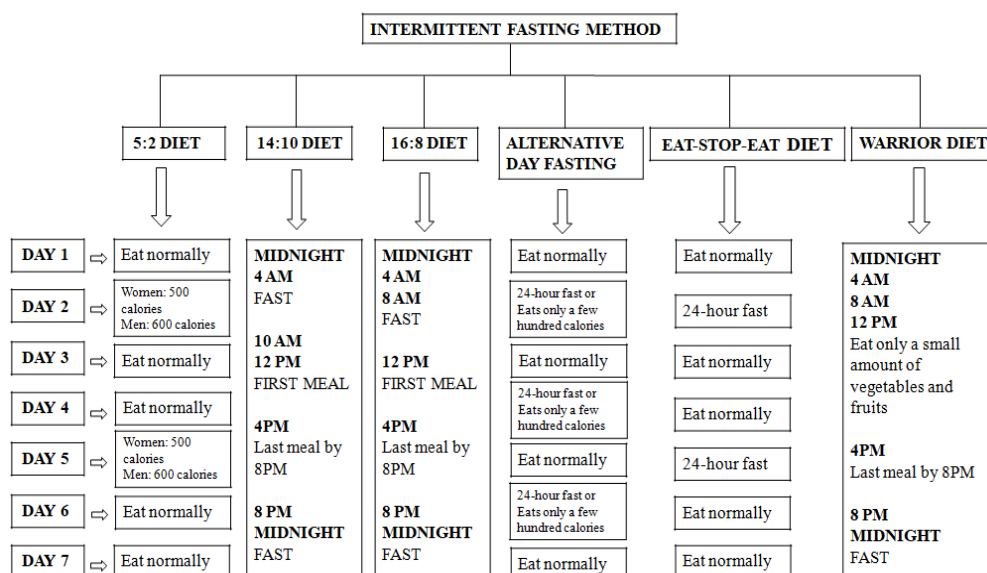 INTERMITTENT FASTING METHOD
5:2 DIET
14:10 DIET
16:8 DIET
ALTERNATIVE
DAY FASTING
EAT-STOP-EAT DIET
WARRIOR DIET
DAY 1
DAY 2
DAY 3
DAY 4
DAY 5
DAY 6
DAY 7
Eat normally
Women: 500
calories
Men: 600 calories
Eat normally
Eat normally
Women: 500
calories
Men: 600 calories
Eat normally
Eat normally
MIDNIGHT
4 AM
FAST
10 AM
12 PM
FIRST MEAL
4PM
Last meal by
8PM
8 PM
MIDNIGHT
FAST
MIDNIGHT
4 AM
8 AM
FAST
12 PM
FIRST MEAL
4PM
Last meal by
8PM
8 PM
MIDNIGHT
FAST
Eat normally
24-hour fast or
Eats only a few
hundred calories
Eat normally
24-hour fast or
Eats only a few
hundred calories
Eat normally
24-hour fast or
Eats only a few
hundred calories
Eat normally
Eat normally
24-hour fast
Eat normally
Eat normally
24-hour fast
Eat normally
Eat normally
MIDNIGHT
4 AM
8 AM
12 PM
Eat only a small
amount of
vegetables and
fruits
4PM
Last meal by 8PM
8 PM
MIDNIGHT
FAST